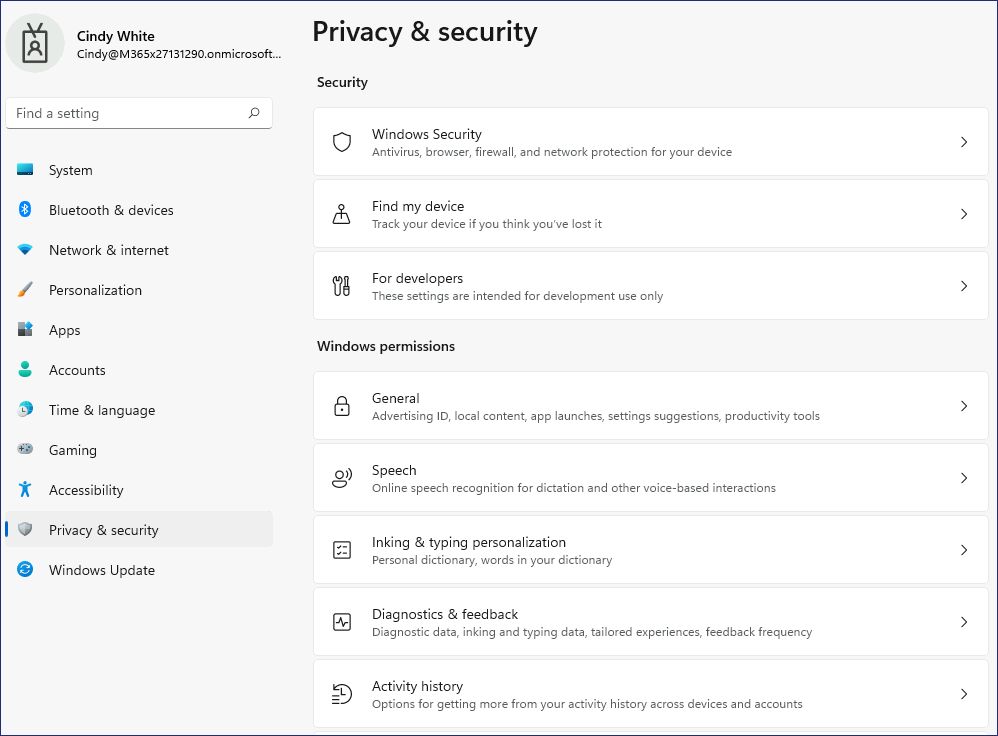 Cindy White
Cindy@M365x27131290.onmicrosoft...
Find a setting
System
Bluetooth & devices
Network & internet
Personalization
Apps
Accounts
Time & language
Gaming
Accessibility
Privacy & security
Windows Update
Privacy & security
Security
Windows Security
Antivirus, browser, firewall, and network protection for your device
Find my device
Track your device if you think you've lost it
For developers
These settings are intended for development use only
Windows permissions
General
Advertising ID, local content, app launches, settings suggestions, productivity tools
Speech
Online speech recognition for dictation and other voice-based interactions
Inking & typing personalization
Personal dictionary, words in your dictionary
Diagnostics & feedback
Diagnostic data, inking and typing data, tailored experiences, feedback frequency
Activity history
Options for getting more from your activity history across devices and accounts